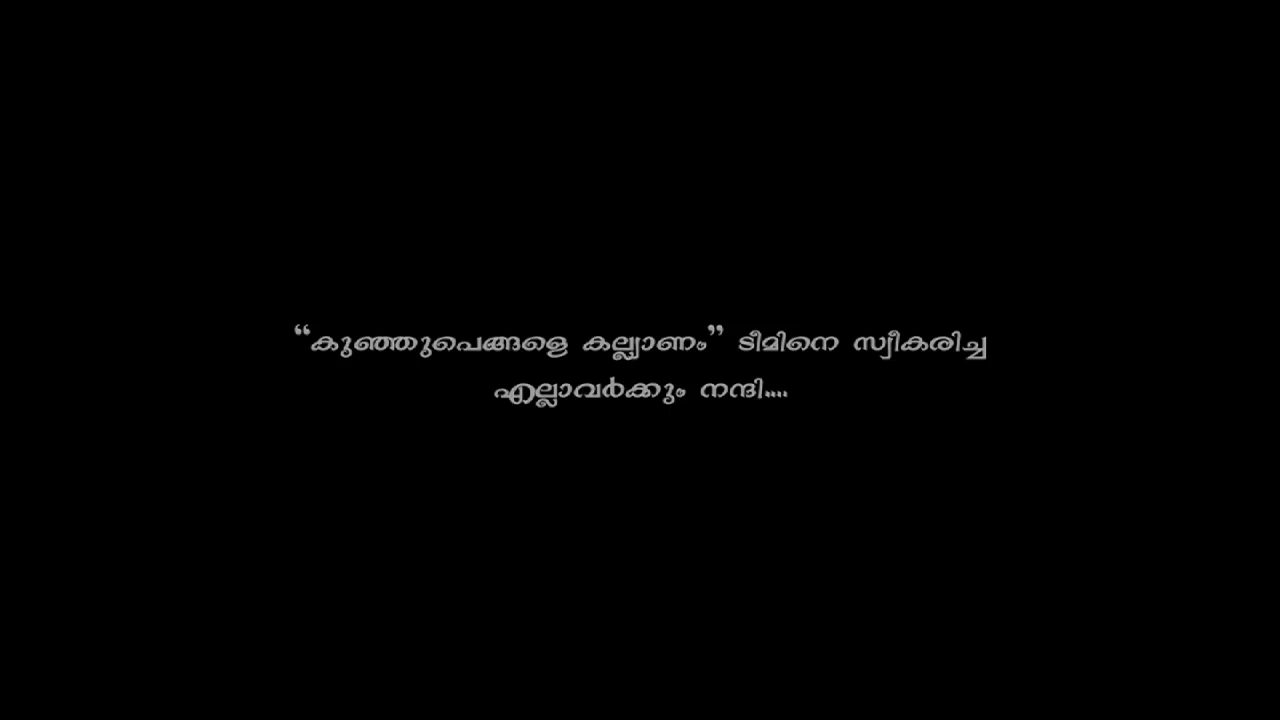 “കുഞ്ഞുപെങ്ങളെ കല്ല്യാണം” ടീമിനെ സ്വീകരിച്ച
എല്ലാവർക്കും നന്ദി....